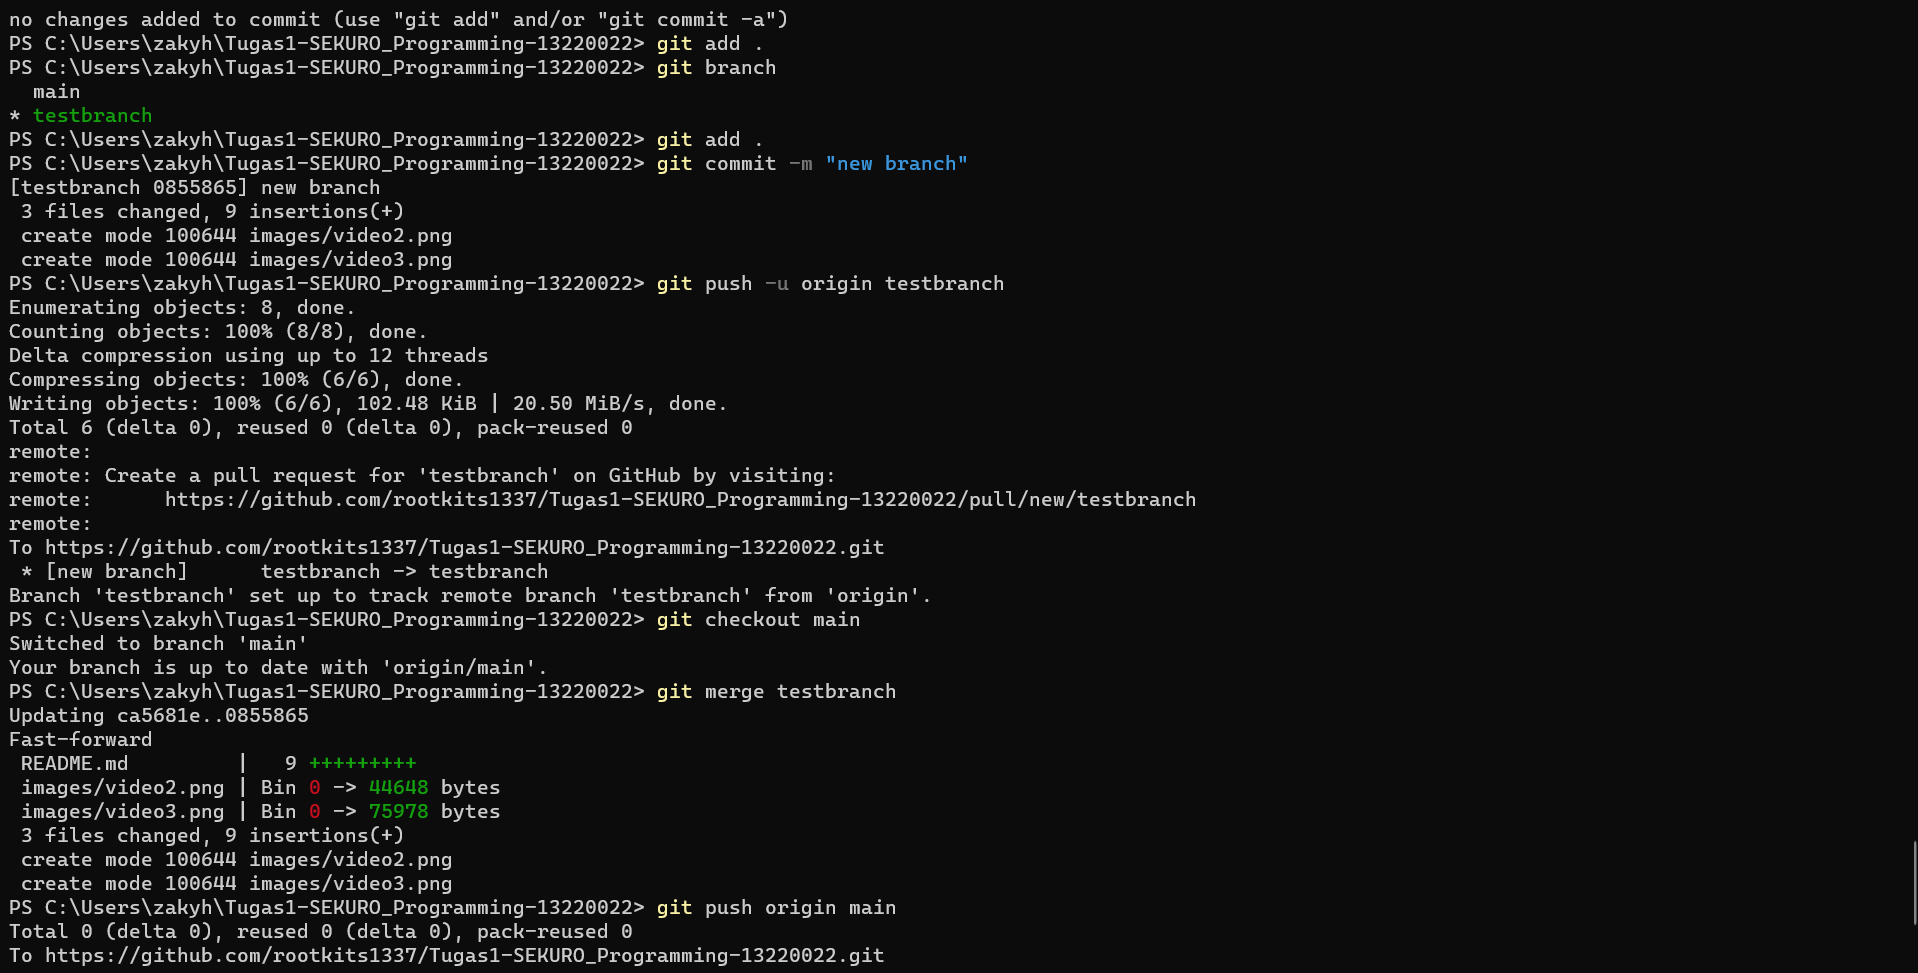 no changes added to commit (use "git add" and/or "git commit -a")
PS C:\Users\zakyh\Tugas1-SEKURO_Programming-13220022> git add .
PS C:\Users\zakyh\Tugas1-SEKURO_Programming-13220022> git branch
  main
* testbranch
PS C:\Users\zakyh\Tugas1-SEKURO_Programming-13220022> git add .
PS C:\Users\zakyh\Tugas1-SEKURO_Programming-13220022> git commit -m "new branch"
[testbranch 0855865] new branch
 3 files changed, 9 insertions(+)
 create mode 100644 images/video2.png
 create mode 100644 images/video3.png
PS C:\Users\zakyh\Tugas1-SEKURO_Programming-13220022> git push -u origin testbranch
Enumerating objects: 8, done.
Counting objects: 100% (8/8), done.
Delta compression using up to 12 threads
Compressing objects: 100% (6/6), done.
Writing objects: 100% (6/6), 102.48 KiB | 20.50 MiB/s, done.
Total 6 (delta 0), reused 0 (delta 0), pack-reused 0
remote:
remote: Create a pull request for 'testbranch' on GitHub by visiting:
remote:      https://github.com/rootkits1337/Tugas1-SEKURO_Programming-13220022/pull/new/testbranch
remote:
To https://github.com/rootkits1337/Tugas1-SEKURO_Programming-13220022.git
 * [new branch]      testbranch -> testbranch
Branch 'testbranch' set up to track remote branch 'testbranch' from 'origin'.
PS C:\Users\zakyh\Tugas1-SEKURO_Programming-13220022> git checkout main
Switched to branch 'main'
Your branch is up to date with 'origin/main'.
PS C:\Users\zakyh\Tugas1-SEKURO_Programming-13220022> git merge testbranch
Updating ca5681e..0855865
Fast-forward
 README.md         |   9 +++++++++
 images/video2.png | Bin 0 -> 44648 bytes
 images/video3.png | Bin 0 -> 75978 bytes
 3 files changed, 9 insertions(+)
 create mode 100644 images/video2.png
 create mode 100644 images/video3.png
PS C:\Users\zakyh\Tugas1-SEKURO_Programming-13220022> git push origin main
Total 0 (delta 0), reused 0 (delta 0), pack-reused 0
To https://github.com/rootkits1337/Tugas1-SEKURO_Programming-13220022.git